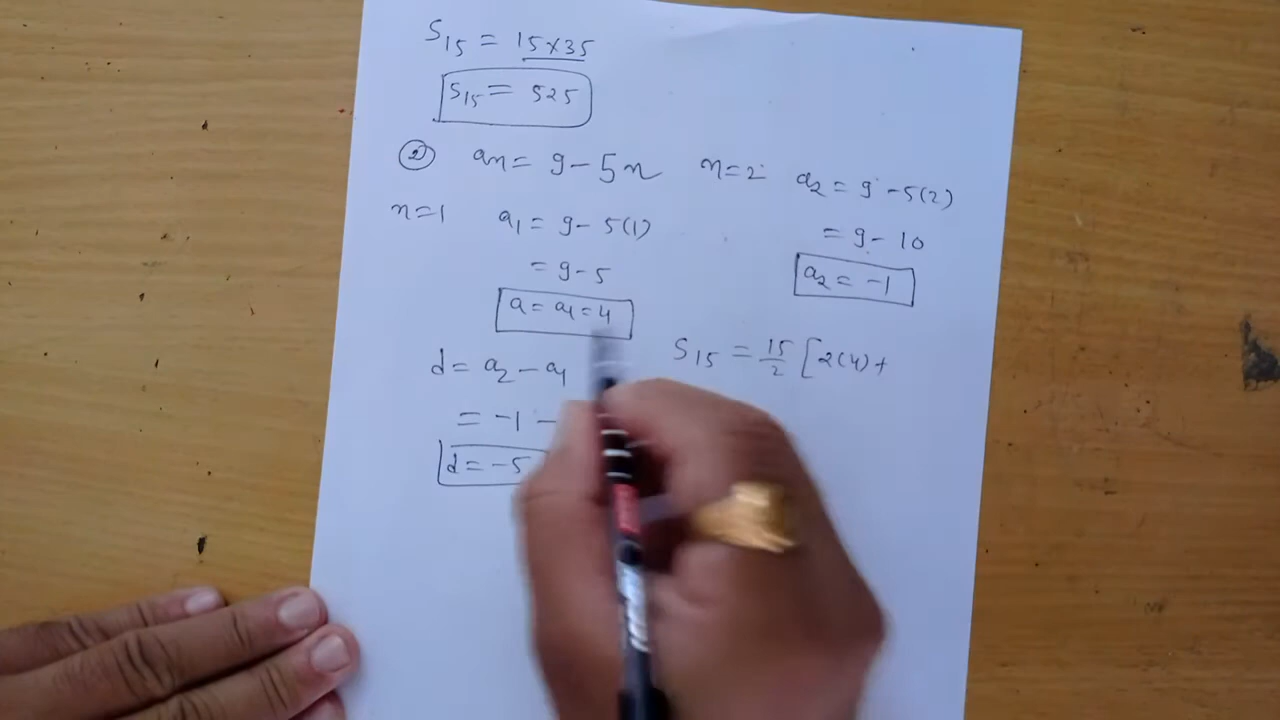 S15 = 15×35
S15 = 525
② an = 9 - 5n
n=1 a1 = 9 - 5(1)
= 9 - 5
a = a1 = 4
d = a2 - a1
= -1 -
d = -5
n=2 a2 = 9 - 5(2)
= 9 - 10
a2 = -1
S15 = 15/2 [2(4)+